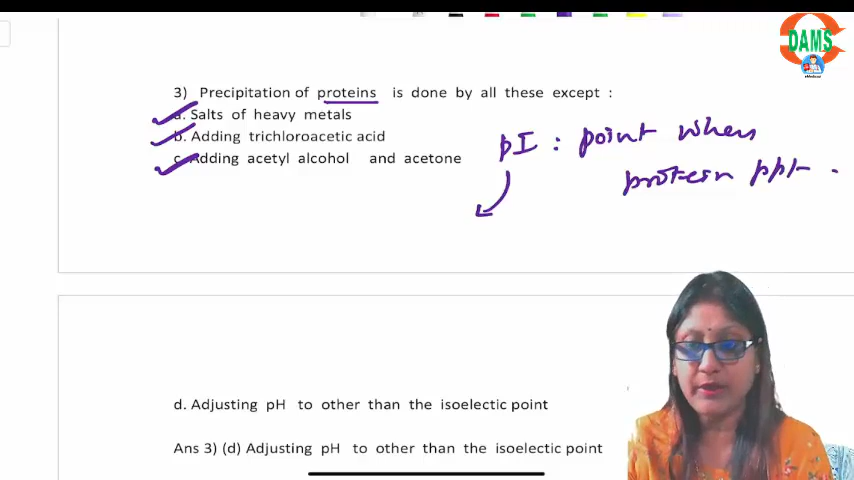 DAMS
eMedicoz
3) Precipitation of proteins is done by all these except :
a. Salts of heavy metals
b. Adding trichloroacetic acid
c. Adding acetyl alcohol and acetone
pI : point when
protein ppt .
d. Adjusting pH to other than the isoelectic point
Ans 3) (d) Adjusting pH to other than the isoelectic point